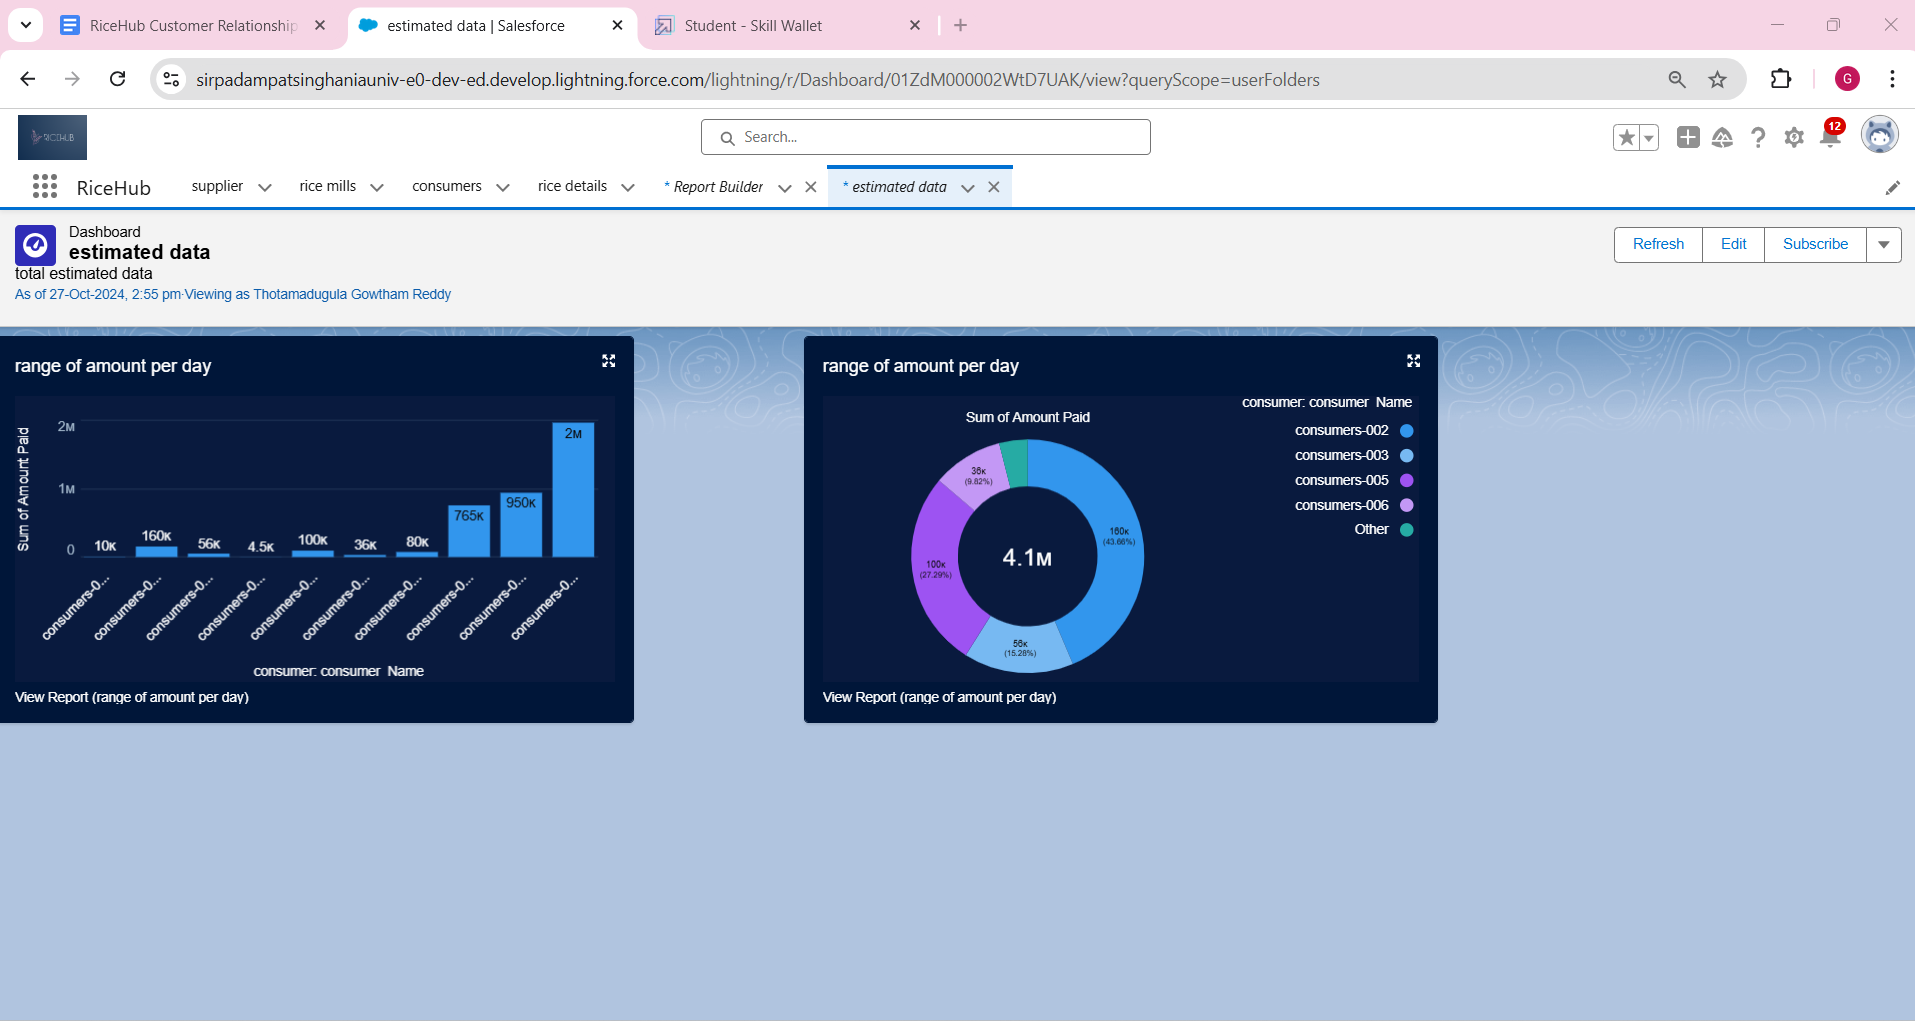 RiceHub Customer Relationship
estimated data | Salesforce
Student - Skill Wallet
sirpadampatsinghaniauniv-e0-dev-ed.develop.lightning.force.com/lightning/r/Dashboard/01ZdM000002WtD7UAK/view?queryScope=userFolders
G
RICEHUB
Search...
12
RiceHub
supplier
rice mills
consumers
rice details
* Report Builder
* estimated data
Dashboard
estimated data
total estimated data
As of 27-Oct-2024, 2:55 pm·Viewing as Thotamadugula Gowtham Reddy
Refresh
Edit
Subscribe
range of amount per day
Sum of Amount Paid
2M
1M
0
10K
160K
56K
4.5K
100K
36K
80K
765K
950K
2M
consumers-0...
consumers-0...
consumers-0...
consumers-0...
consumers-0...
consumers-0...
consumers-0...
consumers-0...
consumers-0...
consumers-0...
consumer: consumer Name
View Report (range of amount per day)
range of amount per day
Sum of Amount Paid
36K
(9.82%)
160K
(43.66%)
100K
(27.29%)
56K
(15.28%)
4.1M
consumer: consumer Name
consumers-002
consumers-003
consumers-005
consumers-006
Other
View Report (range of amount per day)